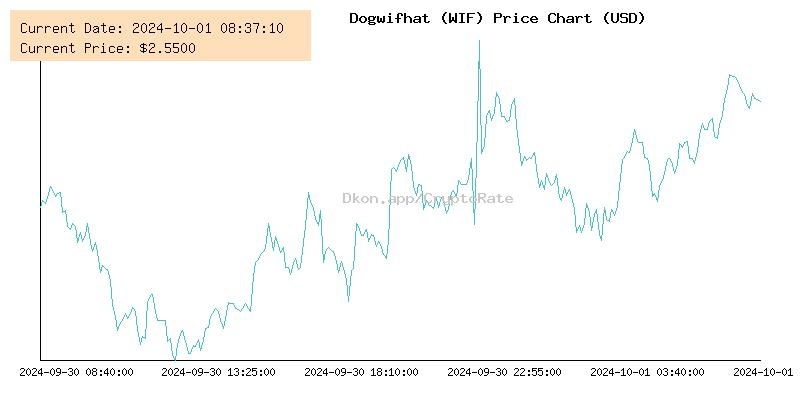 Dogwifhat (WIF) Price Chart (USD)
Current Date: 2024-10-01 08:37:10
Current Price: $2.5500
Dkon.app/CryptoRate
2024-09-30 08:40:00 2024-09-30 13:25:00 2024-09-30 18:10:00 2024-09-30 22:55:00 2024-10-01 03:40:00 2024-10-01